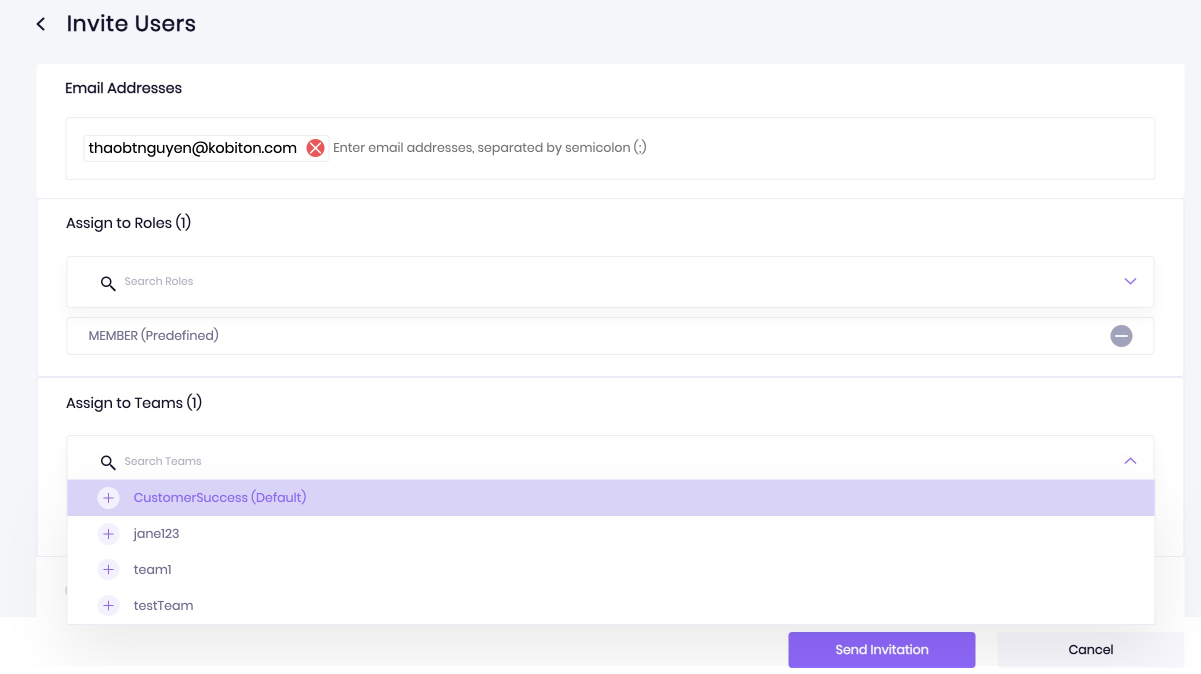 Invite Users
Email Addresses
thaobtnguyen@kobiton.com Enter email addresses, separated by semicolon (;)
Assign to Roles (1)
Search Roles
MEMBER (Predefined)
Assign to Teams (1)
Search Teams
CustomerSuccess (Default)
jane123
team1
testTeam
Send Invitation Cancel